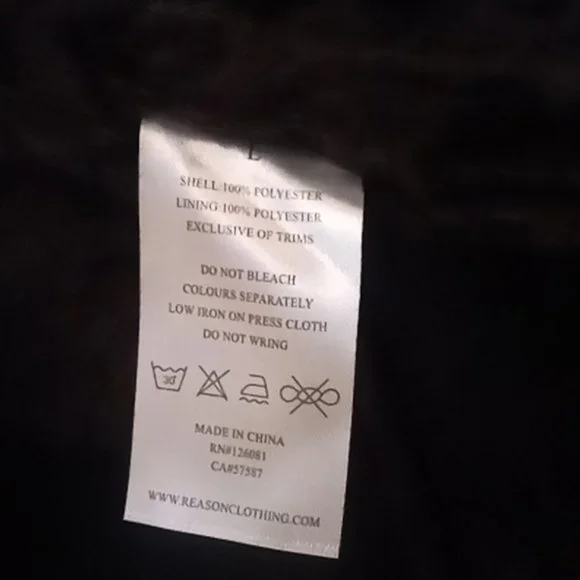 L
SHELL:100% POLYESTER
LINING:100% POLYESTER
EXCLUSIVE OF TRIMS
DO NOT BLEACH
COLOURS SEPARATELY
LOW IRON ON PRESS CLOTH
DO NOT WRING
30
MADE IN CHINA
RN#126081
CA#57587
WWW.REASONCLOTHING.COM